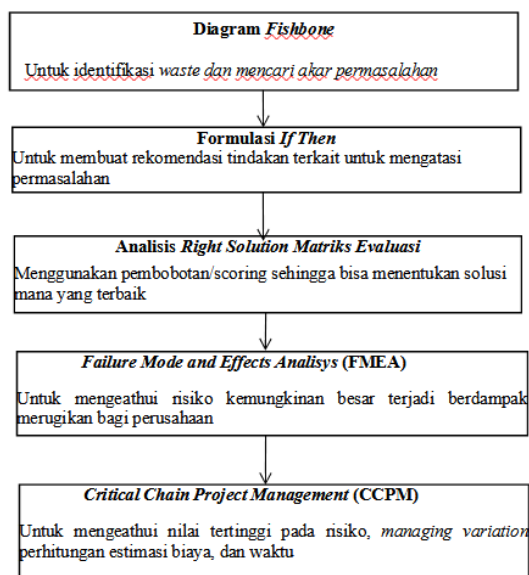 Diagram Fishbone
Untuk identifikasi waste dan mencari akar permasalahan
Formulasi If Then
Untuk membuat rekomendasi tindakan terkait untuk mengatasi
permasalahan
Analisis Right Solution Matriks Evaluasi
Menggunakan pembobotan/scoring sehingga bisa menentukan solusi
mana yang terbaik
Failure Mode and Effects Analisys (FMEA)
Untuk mengeathui risiko kemungkinan besar terjadi berdampak
merugikan bagi perusahaan
Critical Chain Project Management (CCPM)
Untuk mengeathui nilai tertinggi pada risiko, managing variation
perhitungan estimasi biaya, dan waktu